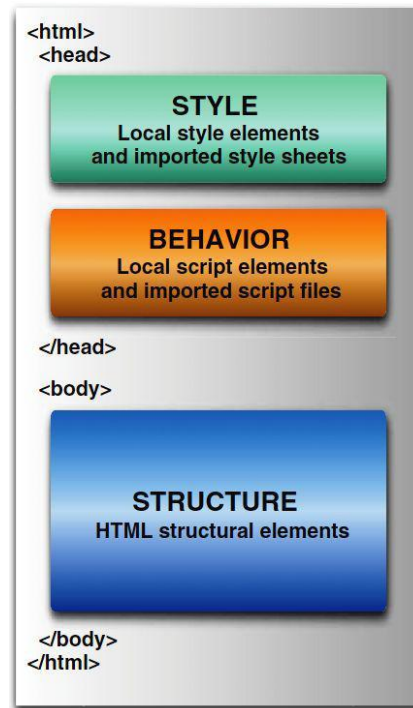 <html>
<head>
STYLE
Local style elements
and imported style sheets
BEHAVIOR
Local script elements
and imported script files
</head>
<body>
STRUCTURE
HTML structural elements
</body>
</html>